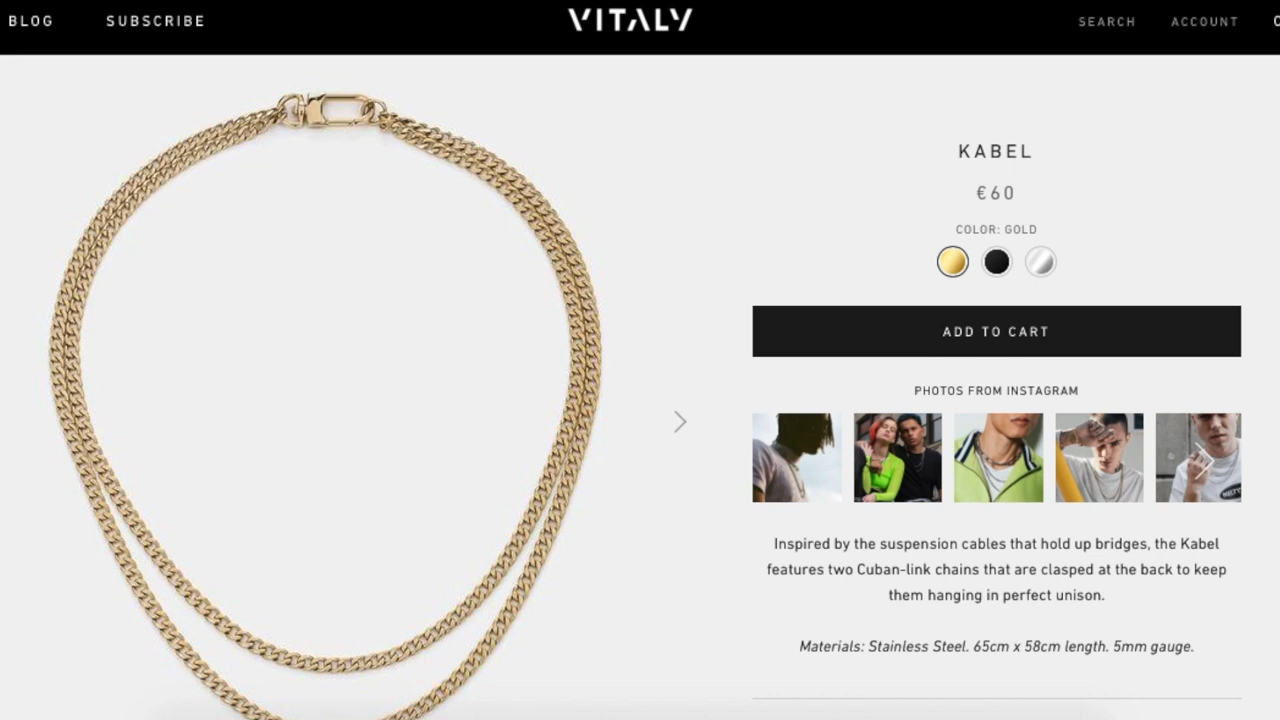 BLOG SUBSCRIBE VITALY SEARCH ACCOUNT
KABEL
€60
COLOR: GOLD
ADD TO CART
PHOTOS FROM INSTAGRAM
Inspired by the suspension cables that hold up bridges, the Kabel
features two Cuban-link chains that are clasped at the back to keep
them hanging in perfect unison.
Materials: Stainless Steel. 65cm x 58cm length. 5mm gauge.